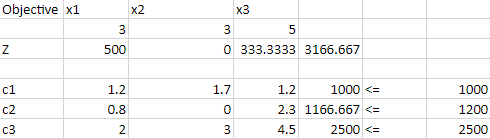 Objective x1 x2 x3
3 3 5
Z 500 0 333.3333 3166.667
c1 1.2 1.7 1.2 1000 <= 1000
c2 0.8 0 2.3 1166.667 <= 1200
c3 2 3 4.5 2500 <= 2500